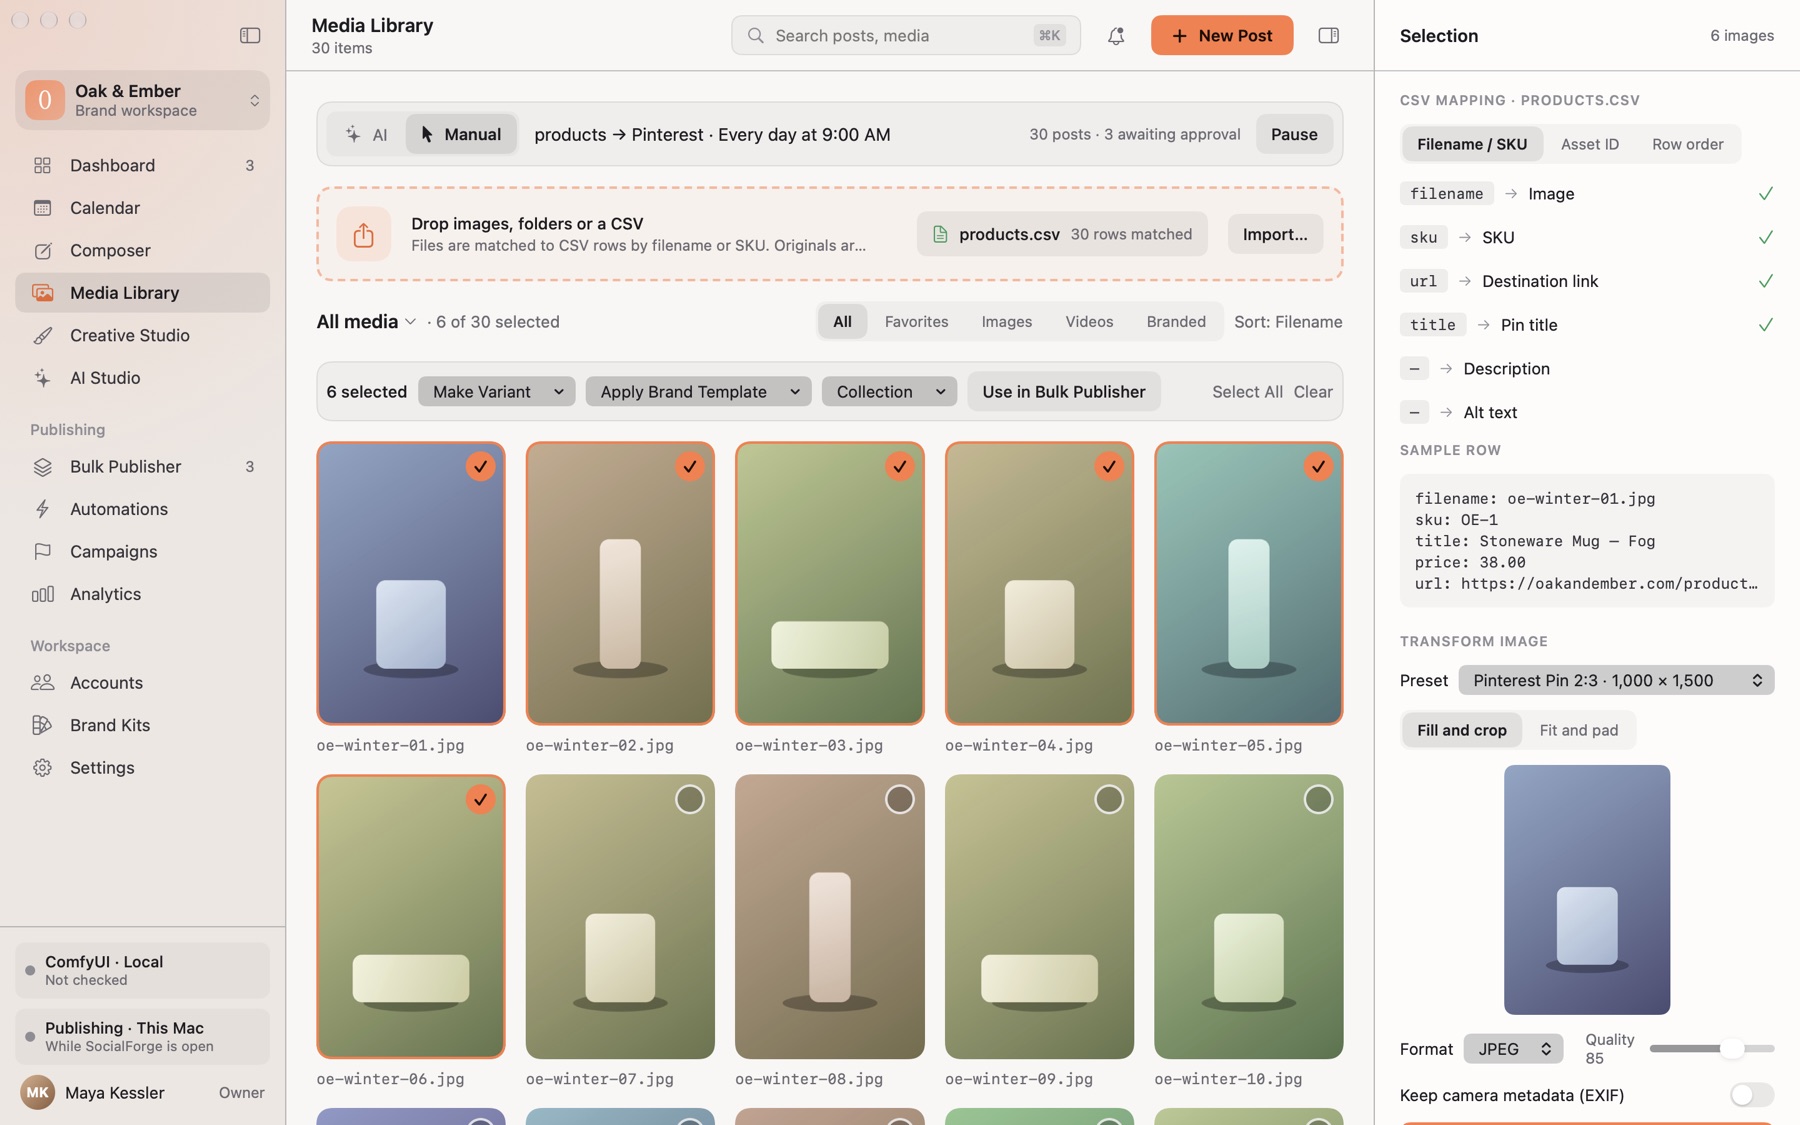 Oak & Ember
Brand workspace
Dashboard 3
Calendar
Composer
Media Library
Creative Studio
AI Studio
Publishing
Bulk Publisher 3
Automations
Campaigns
Analytics
Workspace
Accounts
Brand Kits
Settings
ComfyUI · Local
Not checked
Publishing · This Mac
While SocialForge is open
MK Maya Kessler Owner
Media Library
30 items
Search posts, media ⌘K
+ New Post
AI Manual products → Pinterest · Every day at 9:00 AM 30 posts · 3 awaiting approval Pause
Drop images, folders or a CSV
Files are matched to CSV rows by filename or SKU. Originals ar...
products.csv 30 rows matched Import...
All media · 6 of 30 selected All Favorites Images Videos Branded Sort: Filename
6 selected Make Variant Apply Brand Template Collection Use in Bulk Publisher Select All Clear
oe-winter-01.jpg oe-winter-02.jpg oe-winter-03.jpg oe-winter-04.jpg oe-winter-05.jpg
oe-winter-06.jpg oe-winter-07.jpg oe-winter-08.jpg oe-winter-09.jpg oe-winter-10.jpg
Selection 6 images
CSV MAPPING · PRODUCTS.CSV
Filename / SKU Asset ID Row order
filename → Image ✓
sku → SKU ✓
url → Destination link ✓
title → Pin title ✓
— → Description
— → Alt text
SAMPLE ROW
filename: oe-winter-01.jpg
sku: OE-1
title: Stoneware Mug — Fog
price: 38.00
url: https://oakandember.com/product…
TRANSFORM IMAGE
Preset Pinterest Pin 2:3 · 1,000 × 1,500
Fill and crop Fit and pad
Format JPEG Quality
85
Keep camera metadata (EXIF)